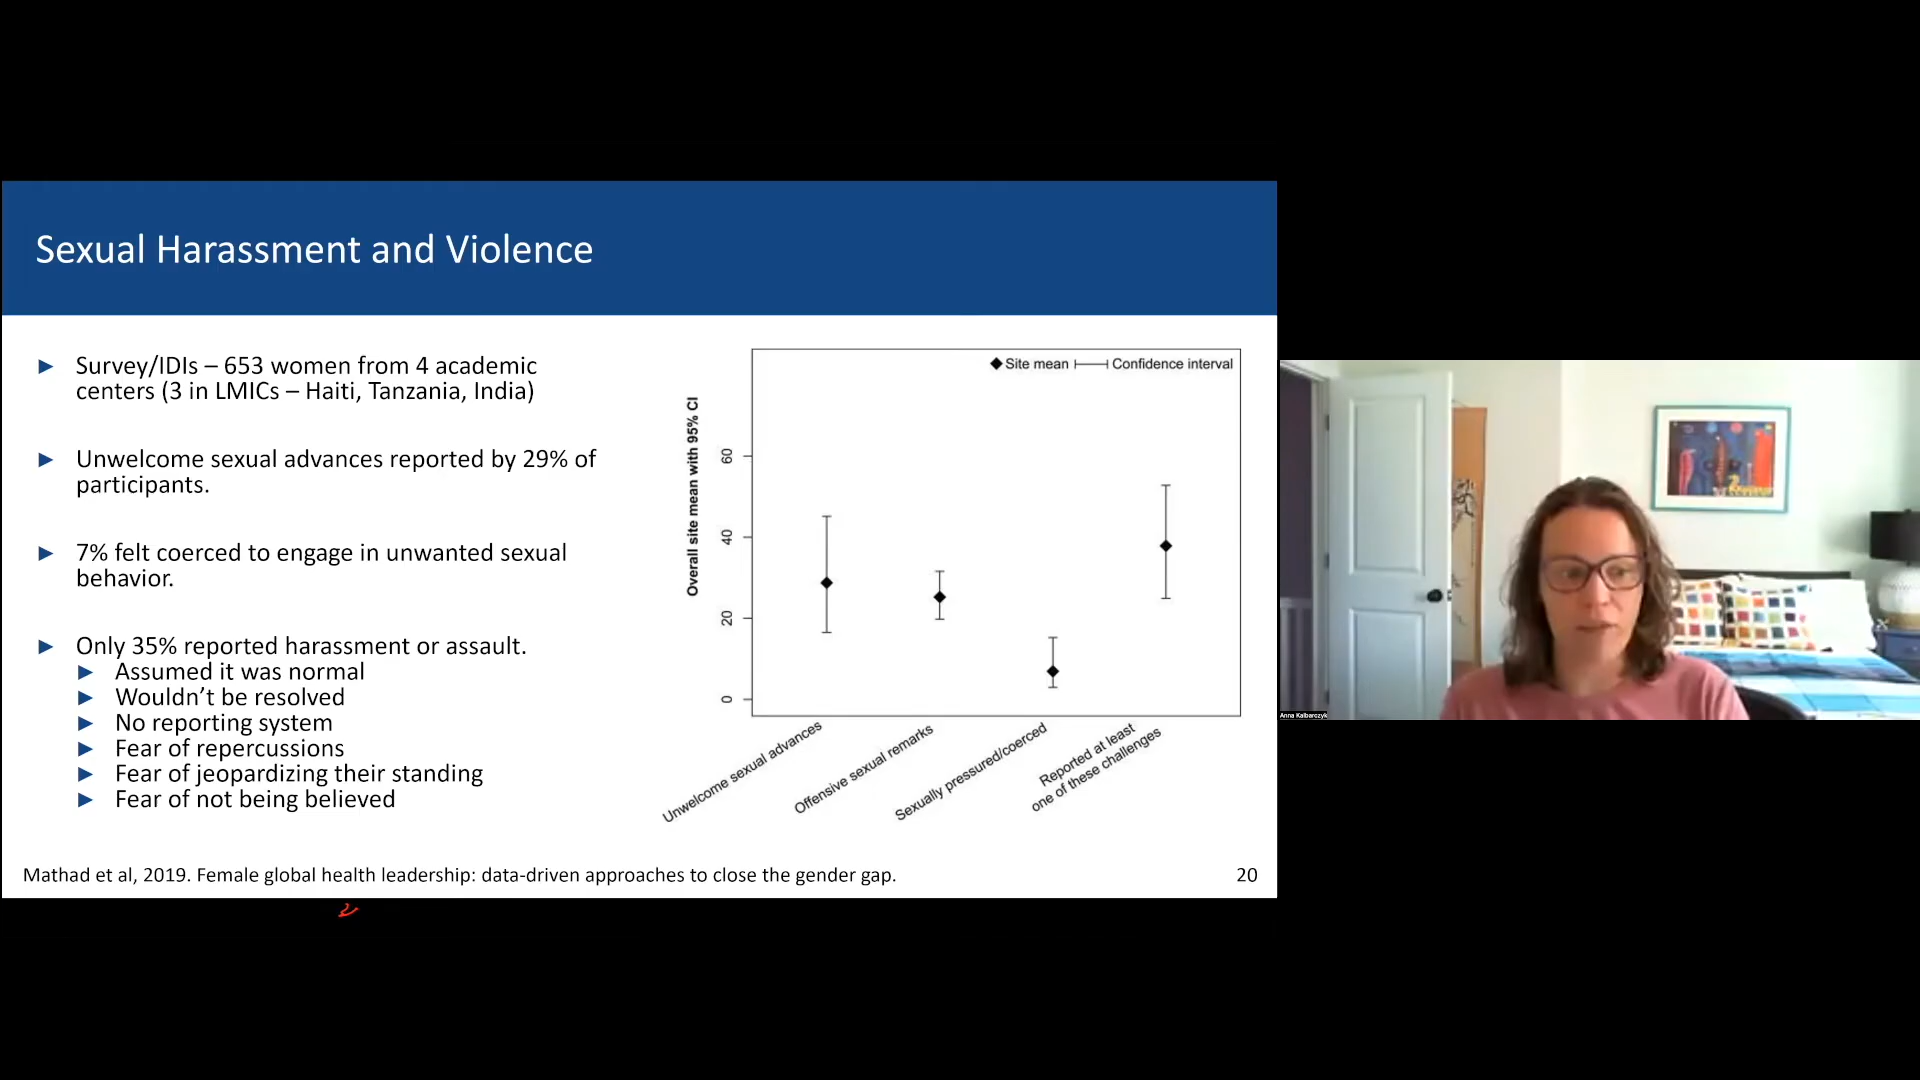 Sexual Harassment and Violence
► Survey/IDIs – 653 women from 4 academic
centers (3 in LMICs – Haiti, Tanzania, India)
► Unwelcome sexual advances reported by 29% of
participants.
► 7% felt coerced to engage in unwanted sexual
behavior.
► Only 35% reported harassment or assault.
► Assumed it was normal
► Wouldn’t be resolved
► No reporting system
► Fear of repercussions
► Fear of jeopardizing their standing
► Fear of not being believed
Site mean Confidence interval
Overall site mean with 95% CI
60
40
20
0
Unwelcome sexual advances
Offensive sexual remarks
Sexually pressured/coerced
Reported at least
one of these challenges
Mathad et al, 2019. Female global health leadership: data-driven approaches to close the gender gap.
20
Anna Kalbarczyk